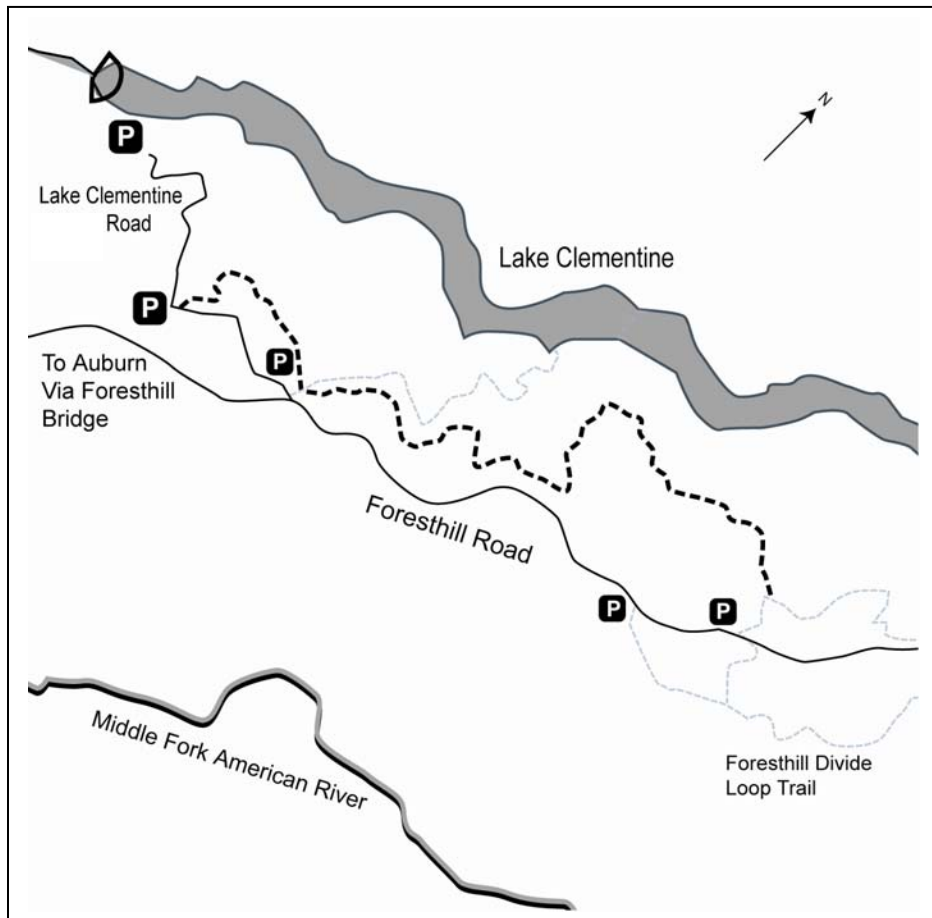 P
N
Lake Clementine
Road
Lake Clementine
P
P
To Auburn
Via Foresthill
Bridge
Foresthill Road
P
P
Middle Fork American River
Foresthill Divide
Loop Trail